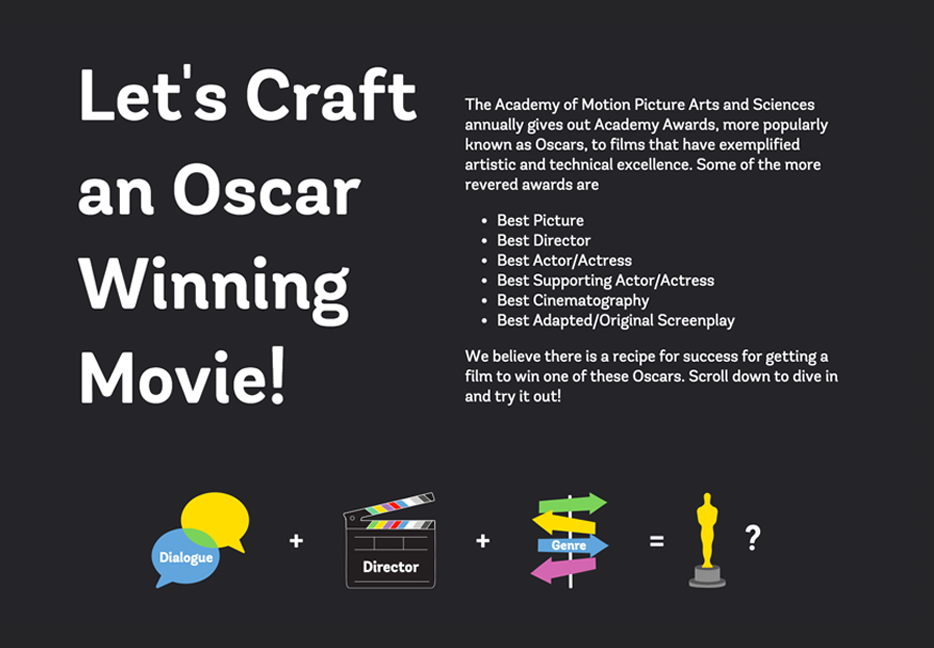 Let's Craft
an Oscar
Winning
Movie!
The Academy of Motion Picture Arts and Sciences
annually gives out Academy Awards, more popularly
known as Oscars, to films that have exemplified
artistic and technical excellence. Some of the more
revered awards are
• Best Picture
• Best Director
• Best Actor/Actress
• Best Supporting Actor/Actress
• Best Cinematography
• Best Adapted/Original Screenplay
We believe there is a recipe for success for getting a
film to win one of these Oscars. Scroll down to dive in
and try it out!
Dialogue + Director + Genre = ?